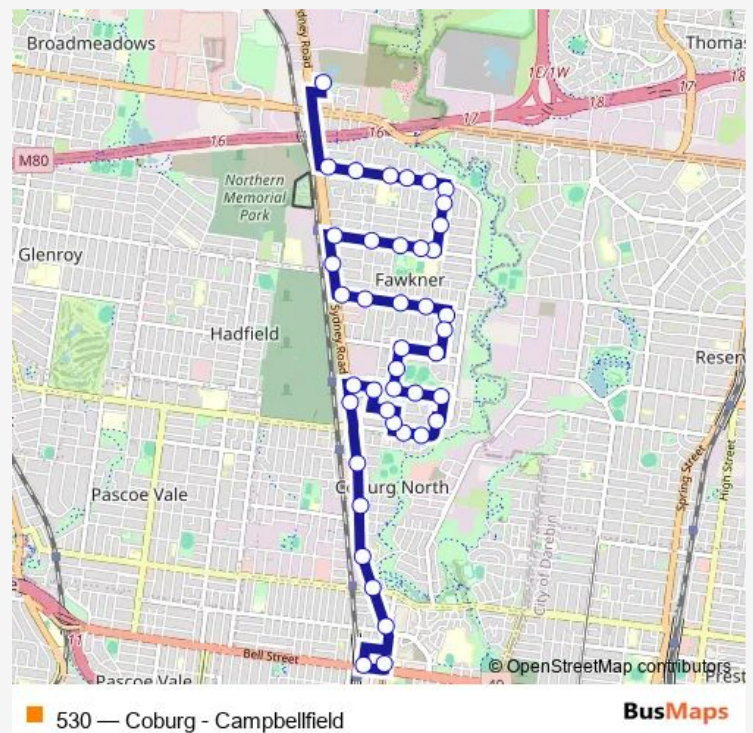 Sydney Road
Broadmeadows
Thomas
1E/1W
18
17
18
17
16
16
M80
Northern
Memorial
Park
Glenroy
Fawkner
Hadfield
Sydney Road
Reser
Spring Street
High Street
Pascoe Vale
Coburg North
City of Darebin
11
Bell Street
Pascoe Vale
© OpenStreetMap contributors
Prest
530 — Coburg - Campbellfield
BusMaps